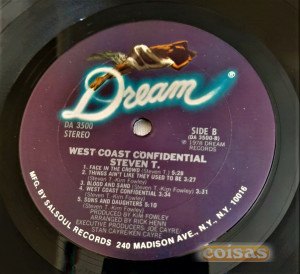 Dream ®
DA 3500
STEREO
SIDE B
(DA 3500-B)
℗ 1978 DREAM
RECORDS
WEST COAST CONFIDENTIAL
STEVEN T.
1. FACE IN THE CROWD (Steven T.) 5:26
2. THINGS AIN'T LIKE THEY USED TO BE 3:27
(Steven T.-Kim Fowley)
3. BLOOD AND SAND (Steven T.-Kim Fowley) 3:31
4. WEST COAST CONFIDENTIAL 3:34
(Steven T.-Kim Fowley)
5. SONS AND DAUGHTERS 5:10
(Steven T.-Kim Fowley)
PRODUCED BY KIM FOWLEY
ARRANGED BY RICK HENN
EXECUTIVE PRODUCERS: JOE CAYRE,
STAN CAYRE, KEN CAYRE
MFG. BY SALSOUL RECORDS 240 MADISON AVE., N.Y., N.Y. 10016
coisas